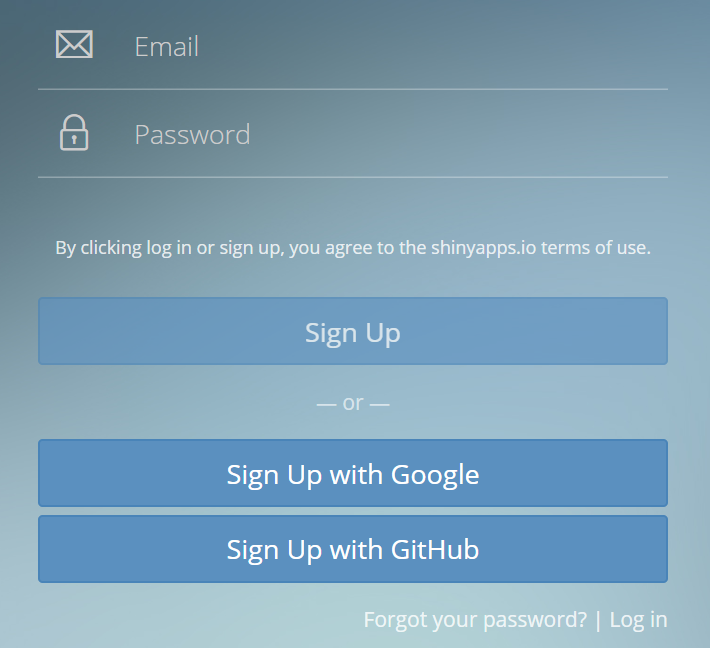 Email
Password
By clicking log in or sign up, you agree to the shinyapps.io terms of use.
Sign Up
— or —
Sign Up with Google
Sign Up with GitHub
Forgot your password? | Log in